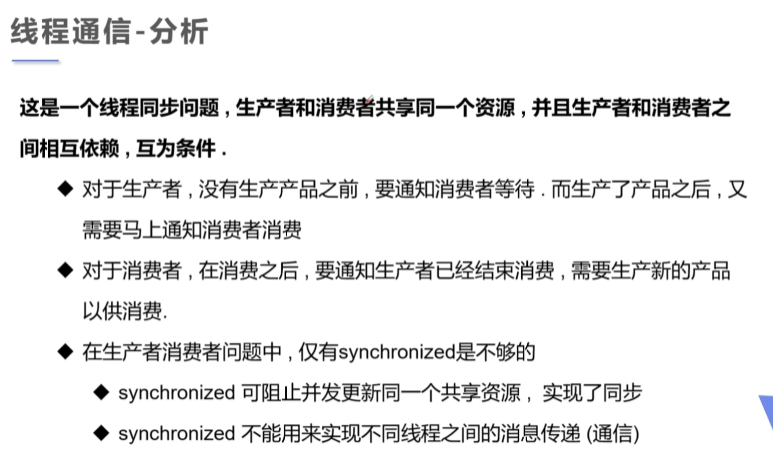 线程通信-分析
这是一个线程同步问题 , 生产者和消费者共享同一个资源 , 并且生产者和消费者之
间相互依赖 , 互为条件 .
◆ 对于生产者 , 没有生产产品之前 , 要通知消费者等待 . 而生产了产品之后 , 又
需要马上通知消费者消费
◆ 对于消费者 , 在消费之后 , 要通知生产者已经结束消费 , 需要生产新的产品
以供消费.
◆ 在生产者消费者问题中 , 仅有synchronized是不够的
◆ synchronized 可阻止并发更新同一个共享资源 , 实现了同步
◆ synchronized 不能用来实现不同线程之间的消息传递 (通信)